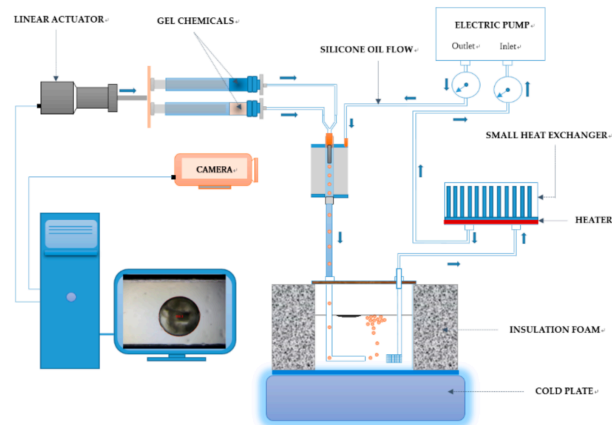 LINEAR ACTUATOR
GEL CHEMICALS
ELECTRIC PUMP
Outlet
Inlet
SILICONE OIL FLOW
SMALL HEAT EXCHANGER
CAMERA
HEATER
INSULATION FOAM
COLD PLATE